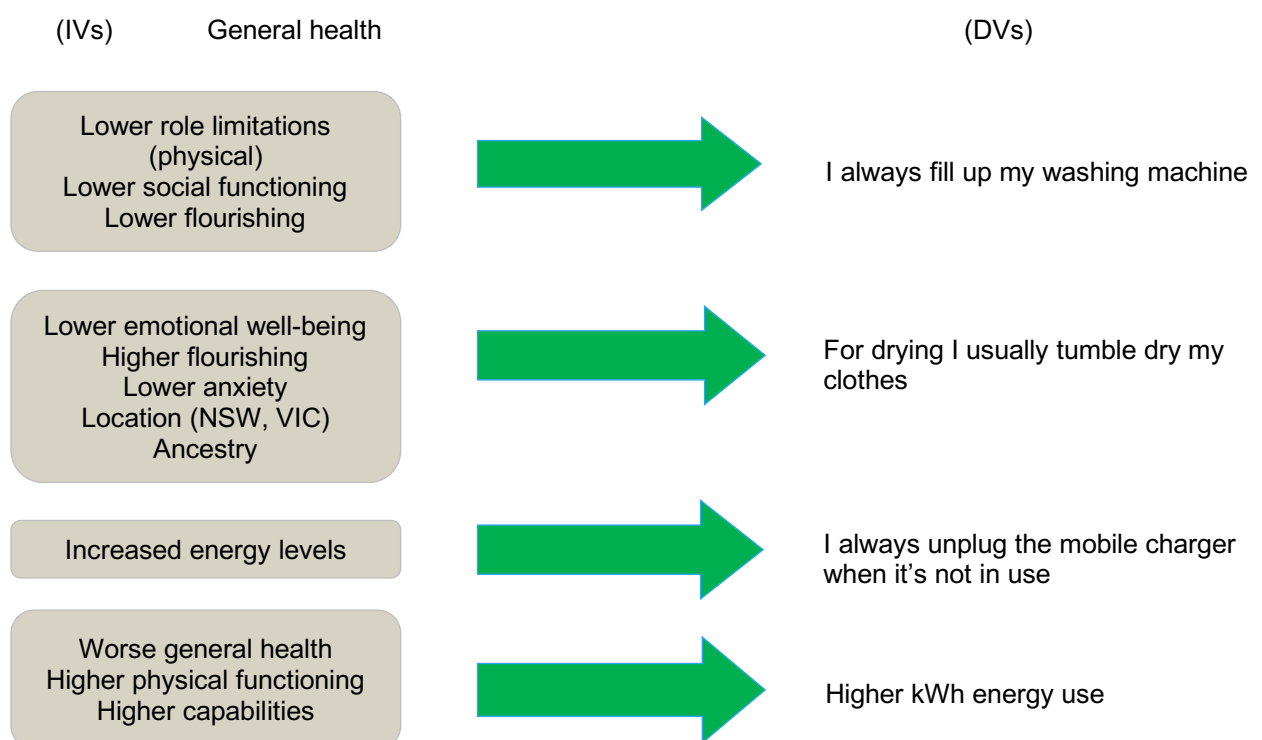 (IVs) General health (DVs)
Lower role limitations
(physical)
Lower social functioning
Lower flourishing
I always fill up my washing machine
Lower emotional well-being
Higher flourishing
Lower anxiety
Location (NSW, VIC)
Ancestry
For drying I usually tumble dry my
clothes
Increased energy levels
I always unplug the mobile charger
when it’s not in use
Worse general health
Higher physical functioning
Higher capabilities
Higher kWh energy use